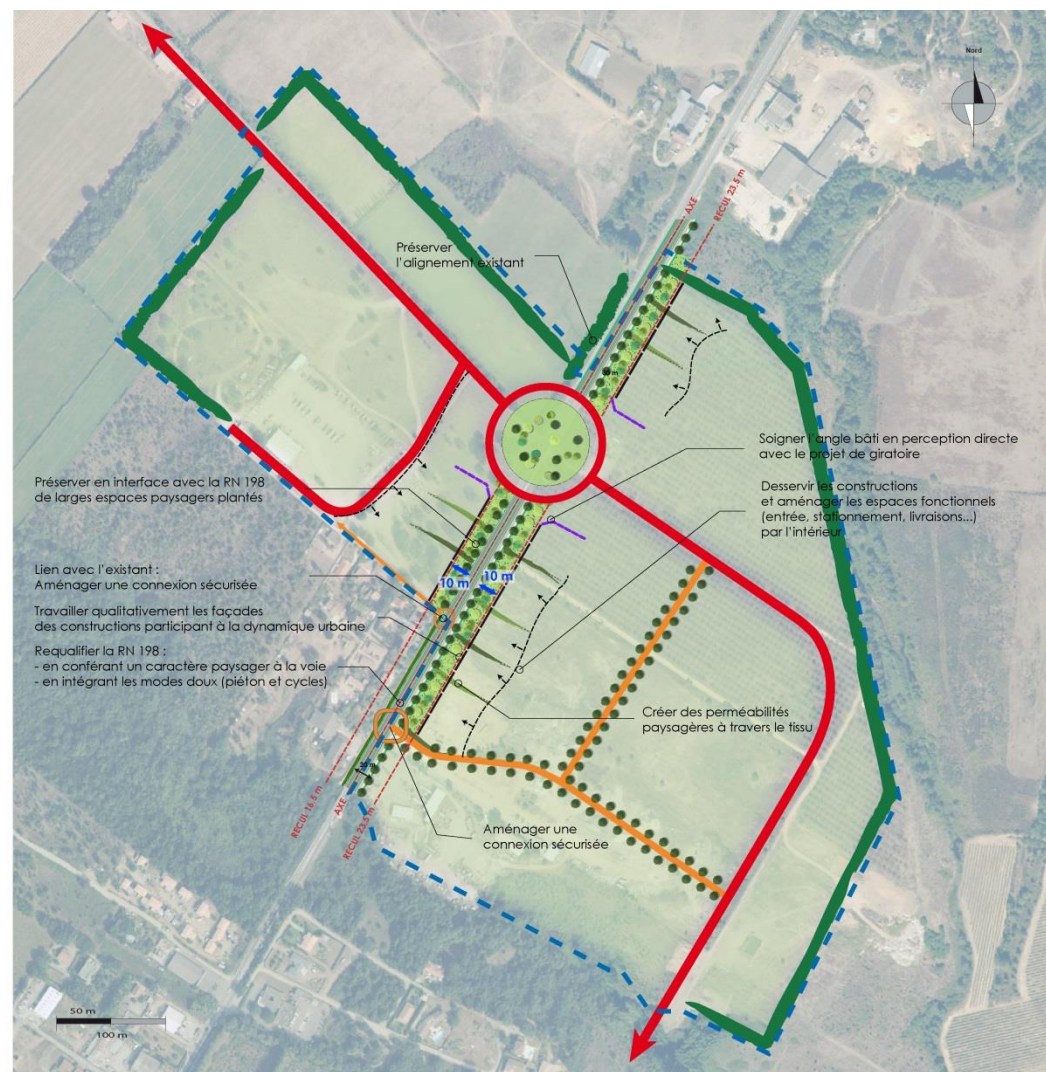 Nord
RECUL 23.5 m
AXE
Préserver
l'alignement existant
Soigner l'angle bâti en perception directe
avec le projet de giratoire
Préserver en interface avec la RN 198
de larges espaces paysagers plantés
Desservir les constructions
et aménager les espaces fonctionnels
(entrée, stationnement, livraisons...)
par l'intérieur
Lien avec l'existant :
Aménager une connexion sécurisée
10 m
10 m
Travailler qualitativement les façades
des constructions participant à la dynamique urbaine
Requalifier la RN 198 :
- en conférant un caractère paysager à la voie
- en intégrant les modes doux (piéton et cycles)
Créer des perméabilités
paysagères à travers le tissu
RECUL 16.5 m
AXE
RECUL 23.5 m
Aménager une
connexion sécurisée
50 m
100 m